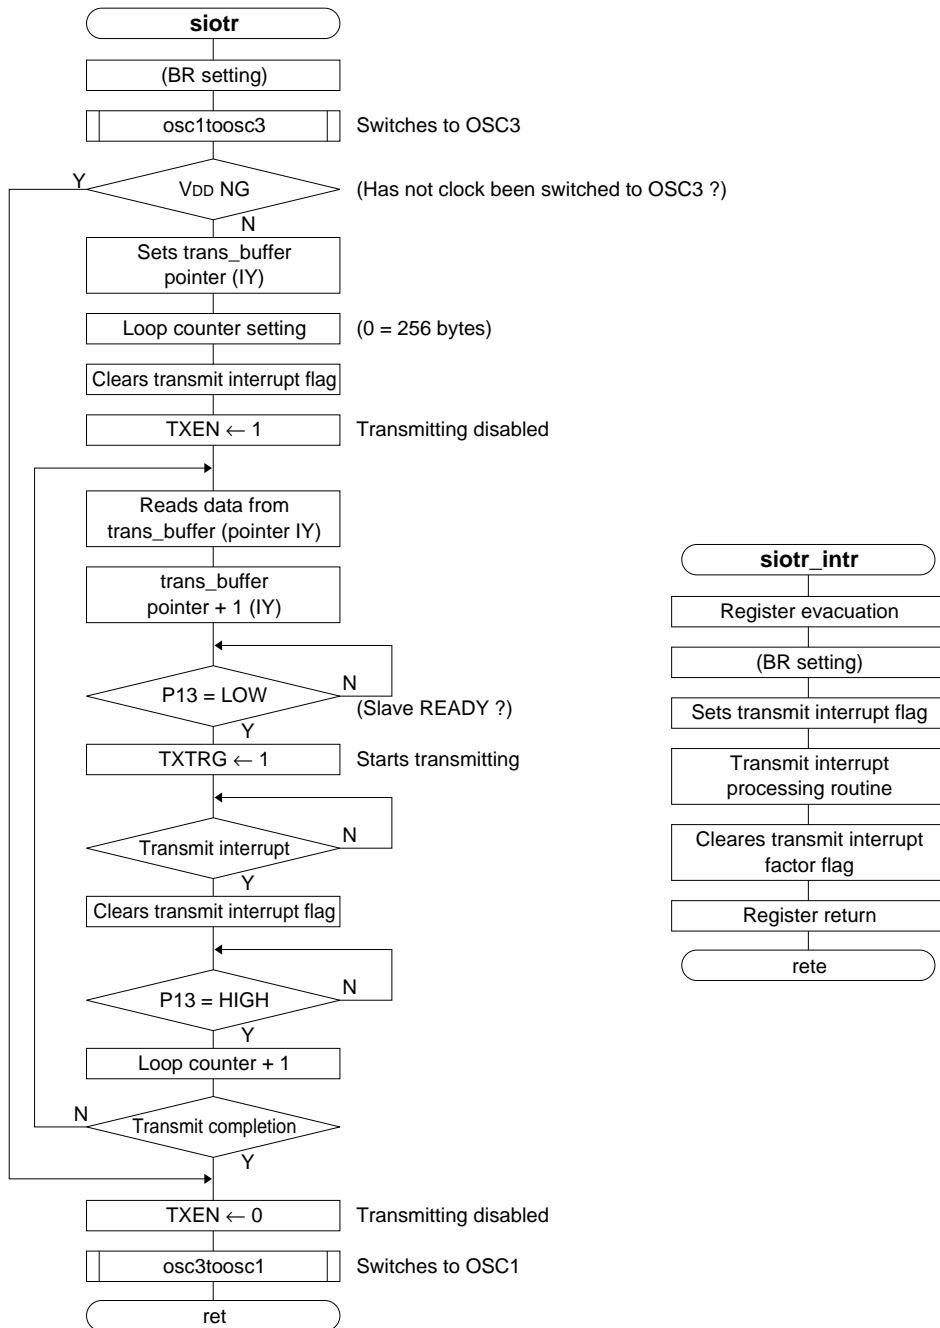 siotr
(BR setting)
osc1toosc3
Switches to OSC3
Y
VDD NG
(Has not clock been switched to OSC3 ?)
N
Sets trans_buffer
pointer (IY)
Loop counter setting
(0 = 256 bytes)
Clears transmit interrupt flag
TXEN ← 1
Transmitting disabled
Reads data from
trans_buffer (pointer IY)
trans_buffer
pointer + 1 (IY)
P13 = LOW
N
(Slave READY ?)
Y
TXTRG ← 1
Starts transmitting
Transmit interrupt
N
Y
Clears transmit interrupt flag
P13 = HIGH
N
Y
Loop counter + 1
N
Transmit completion
Y
TXEN ← 0
Transmitting disabled
osc3toosc1
Switches to OSC1
ret
siotr_intr
Register evacuation
(BR setting)
Sets transmit interrupt flag
Transmit interrupt
processing routine
Cleares transmit interrupt
factor flag
Register return
rete